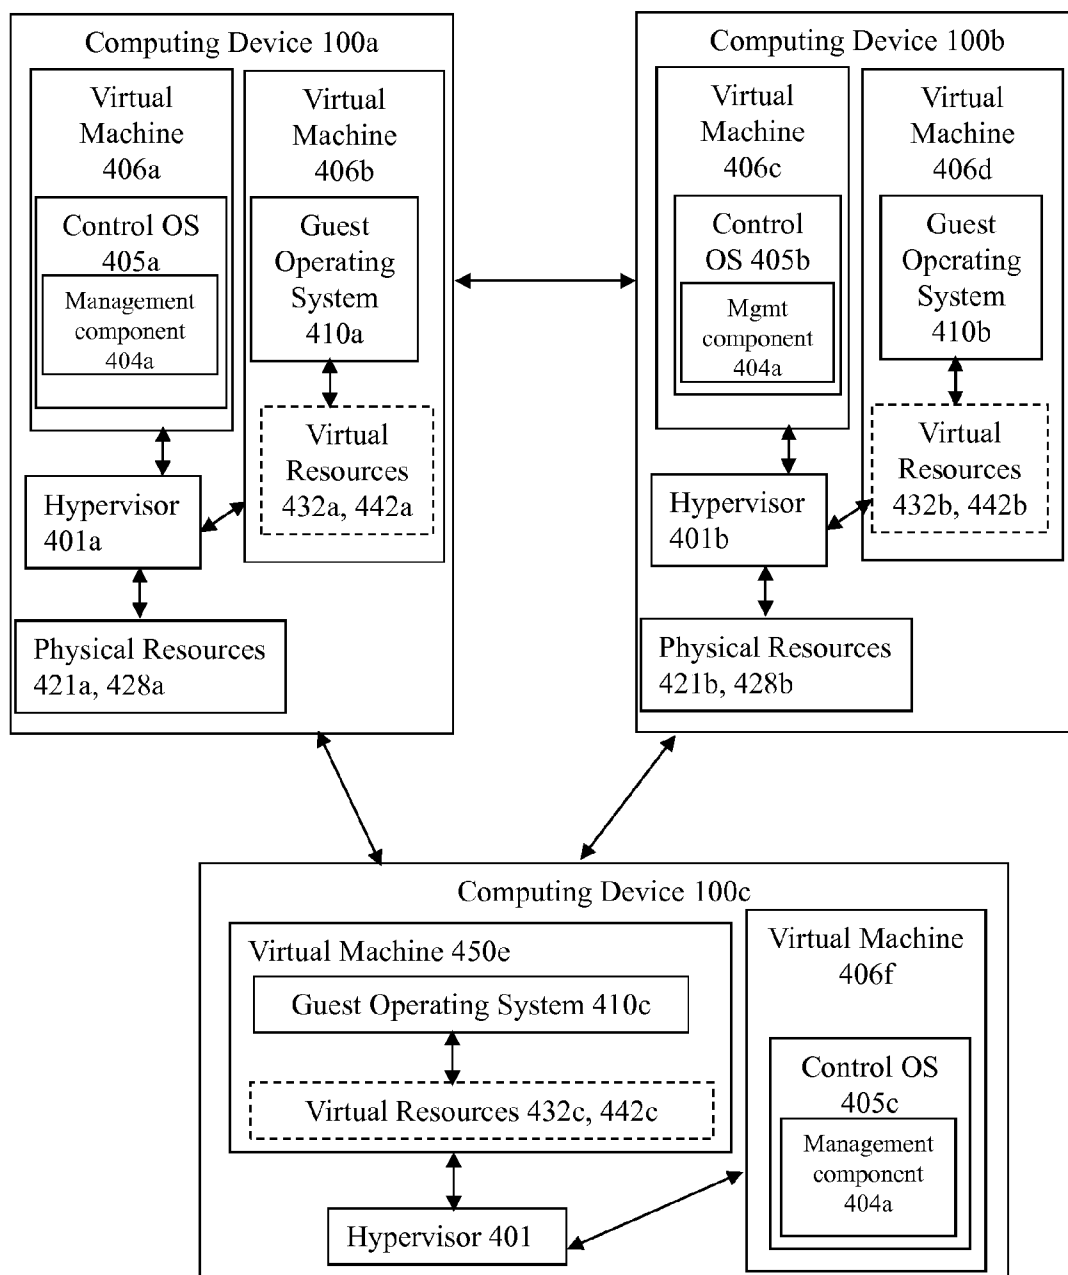 Computing Device 100a
Virtual
Machine
406a
Control OS
405a
Management
component
404a
Virtual
Machine
406b
Guest
Operating
System
410a
Virtual
Resources
432a, 442a
Hypervisor
401a
Physical Resources
421a, 428a
Computing Device 100b
Virtual
Machine
406c
Control
OS 405b
Mgmt
component
404a
Virtual
Machine
406d
Guest
Operating
System
410b
Virtual
Resources
432b, 442b
Hypervisor
401b
Physical Resources
421b, 428b
Computing Device 100c
Virtual Machine 450e
Guest Operating System 410c
Virtual Resources 432c, 442c
Hypervisor 401
Virtual Machine
406f
Control OS
405c
Management
component
404a